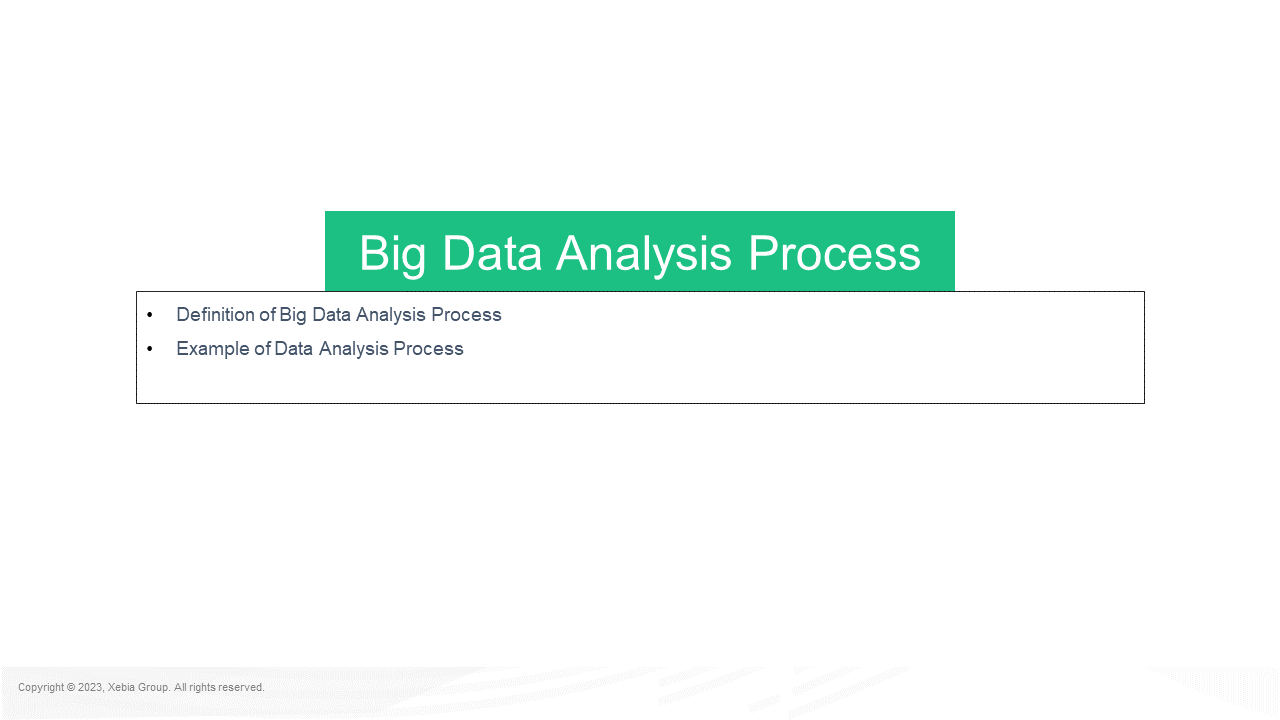 Big Data Analysis Process
• Definition of Big Data Analysis Process
• Example of Data Analysis Process
Copyright © 2023, Xebia Group. All rights reserved.